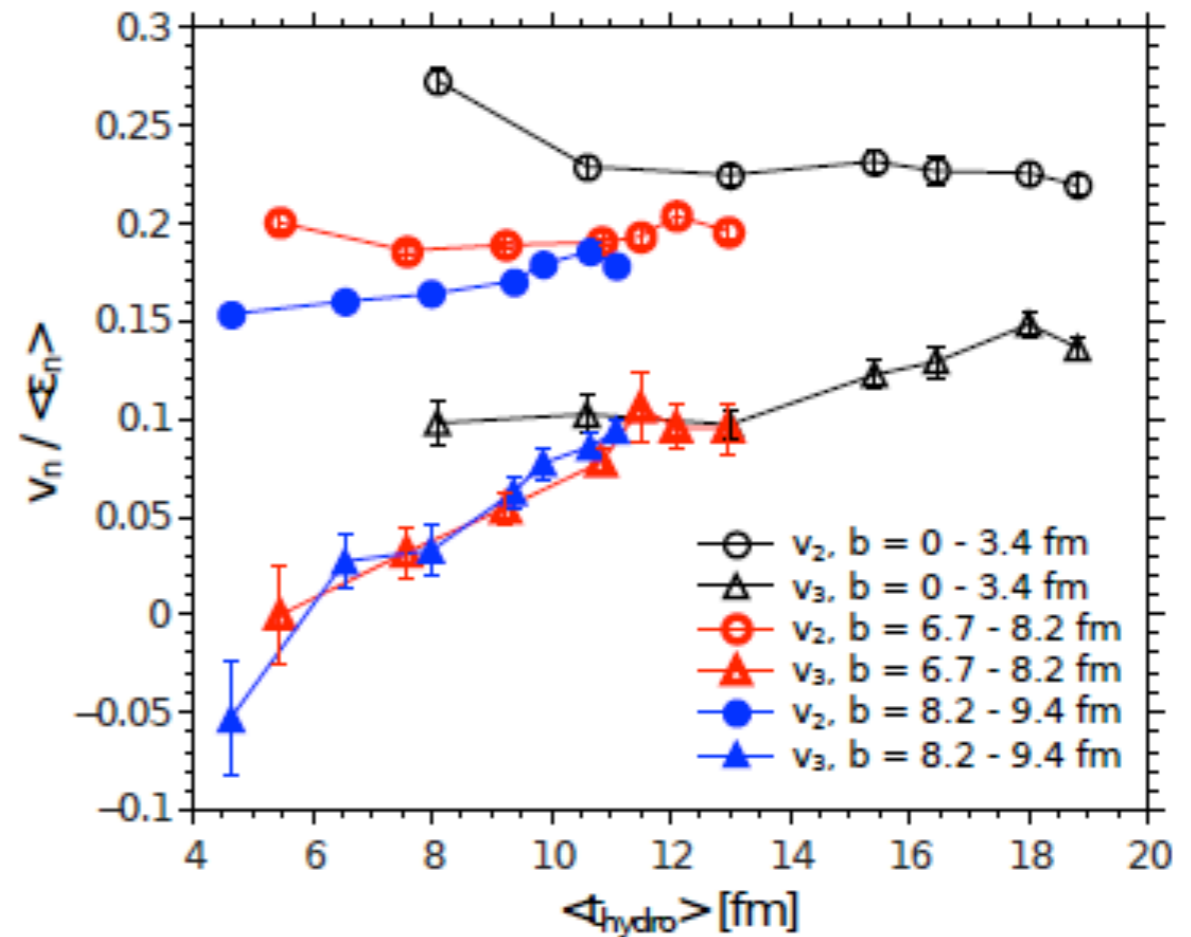 0.3
0.25
0.2
0.15
0.1
0.05
0
−0.05
−0.1
vₙ / <εₙ>
v₂, b = 0 - 3.4 fm
v₃, b = 0 - 3.4 fm
v₂, b = 6.7 - 8.2 fm
v₃, b = 6.7 - 8.2 fm
v₂, b = 8.2 - 9.4 fm
v₃, b = 8.2 - 9.4 fm
4 6 8 10 12 14 16 18 20
<t_hydro> [fm]